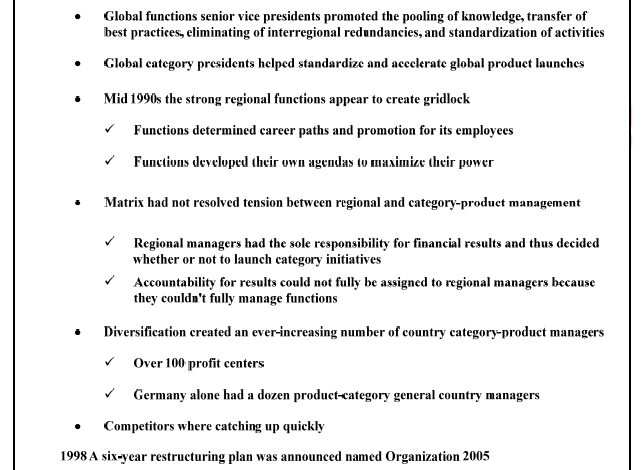 • Global functions senior vice presidents promoted the pooling of knowledge, transfer of
best practices, eliminating of interregional redundancies, and standardization of activities
• Global category presidents helped standardize and accelerate global product launches
• Mid 1990s the strong regional functions appear to create gridlock
✓ Functions determined career paths and promotion for its employees
✓ Functions developed their own agendas to maximize their power
• Matrix had not resolved tension between regional and category-product management
✓ Regional managers had the sole responsibility for financial results and thus decided
whether or not to launch category initiatives
✓ Accountability for results could not fully be assigned to regional managers because
they couldn't fully manage functions
• Diversification created an ever-increasing number of country category-product managers
✓ Over 100 profit centers
✓ Germany alone had a dozen product-category general country managers
• Competitors where catching up quickly
1998 A six-year restructuring plan was announced named Organization 2005